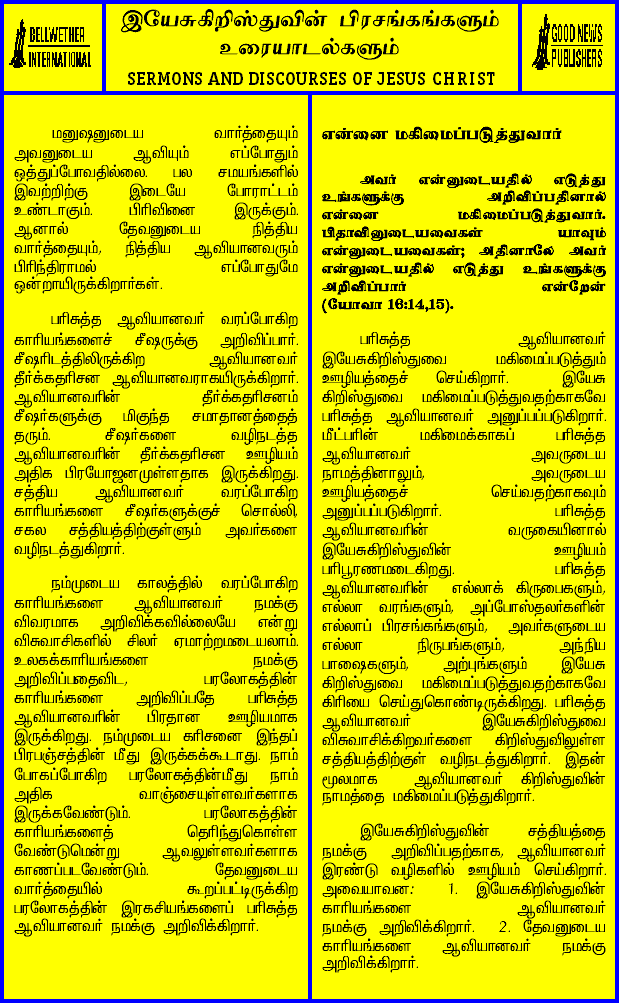 BELLWETHER
INTERNATIONAL
இயேசுகிறிஸ்துவின் பிரசங்கங்களும்
உரையாடல்களும்
SERMONS AND DISCOURSES OF JESUS CHRIST
GOOD NEWS
PUBLISHERS
மனுஷனுடைய வார்த்தையும்
அவனுடைய ஆவியும் எப்போதும்
ஒத்துப்போவதில்லை. பல சமயங்களில்
இவற்றிற்கு இடையே போராட்டம்
உண்டாகும். பிரிவினை இருக்கும்.
ஆனால் தேவனுடைய நித்திய
வார்த்தையும், நித்திய ஆவியானவரும்
பிரிந்திராமல் எப்போதுமே
ஒன்றாயிருக்கிறார்கள்.
பரிசுத்த ஆவியானவர் வரப்போகிற
காரியங்களைச் சீஷருக்கு அறிவிப்பார்.
சீஷரிடத்திலிருக்கிற ஆவியானவர்
தீர்க்கதரிசன ஆவியானவராகயிருக்கிறார்.
ஆவியானவரின் தீர்க்கதரிசனம்
சீஷர்களுக்கு மிகுந்த சமாதானத்தைத்
தரும். சீஷர்களை வழிநடத்த
ஆவியானவரின் தீர்க்கதரிசன ஊழியம்
அதிக பிரயோஜனமுள்ளதாக இருக்கிறது.
சத்திய ஆவியானவர் வரப்போகிற
காரியங்களை சீஷர்களுக்குச் சொல்லி,
சகல சத்தியத்திற்குள்ளும் அவர்களை
வழிநடத்துகிறார்.
நம்முடைய காலத்தில் வரப்போகிற
காரியங்களை ஆவியானவர் நமக்கு
விவரமாக அறிவிக்கவில்லையே என்று
விசுவாசிகளில் சிலர் ஏமாற்றமடையலாம்.
உலகக்காரியங்களை நமக்கு
அறிவிப்பதைவிட, பரலோகத்தின்
காரியங்களை அறிவிப்பதே பரிசுத்த
ஆவியானவரின் பிரதான ஊழியமாக
இருக்கிறது. நம்முடைய கரிசனை இந்தப்
பிரபஞ்சத்தின் மீது இருக்கக்கூடாது. நாம்
போகப்போகிற பரலோகத்தின்மீது நாம்
அதிக வாஞ்சையுள்ளவர்களாக
இருக்கவேண்டும். பரலோகத்தின்
காரியங்களைத் தெரிந்துகொள்ள
வேண்டுமென்று ஆவலுள்ளவர்களாக
காணப்படவேண்டும். தேவனுடைய
வார்த்தையில் கூறப்பட்டிருக்கிற
பரலோகத்தின் இரகசியங்களைப் பரிசுத்த
ஆவியானவர் நமக்கு அறிவிக்கிறார்.
என்னை மகிமைப்படுத்துவார்
அவர் என்னுடையதில் எடுத்து
உங்களுக்கு அறிவிப்பதினால்
என்னை மகிமைப்படுத்துவார்.
பிதாவினுடையவைகள் யாவும்
என்னுடையவைகள்; அதினாலே அவர்
என்னுடையதில் எடுத்து உங்களுக்கு
அறிவிப்பார் என்றேன்
(யோவா 16:14,15).
பரிசுத்த ஆவியானவர்
இயேசுகிறிஸ்துவை மகிமைப்படுத்தும்
ஊழியத்தைச் செய்கிறார். இயேசு
கிறிஸ்துவை மகிமைப்படுத்துவதற்காகவே
பரிசுத்த ஆவியானவர் அனுப்பப்படுகிறார்.
மீட்பரின் மகிமைக்காகப் பரிசுத்த
ஆவியானவர் அவருடைய
நாமத்தினாலும், அவருடைய
ஊழியத்தைச் செய்வதற்காகவும்
அனுப்பப்படுகிறார். பரிசுத்த
ஆவியானவரின் வருகையினால்
இயேசுகிறிஸ்துவின் ஊழியம்
பரிபூரணமடைகிறது. பரிசுத்த
ஆவியானவரின் எல்லாக் கிருபைகளும்,
எல்லா வரங்களும், அப்போஸ்தலர்களின்
எல்லாப் பிரசங்கங்களும், அவர்களுடைய
எல்லா நிருபங்களும், அந்நிய
பாஷைகளும், அற்புங்களும் இயேசு
கிறிஸ்துவை மகிமைப்படுத்துவதற்காகவே
கிரியை செய்துகொண்டிருக்கிறது. பரிசுத்த
ஆவியானவர் இயேசுகிறிஸ்துவை
விசுவாசிக்கிறவர்களை கிறிஸ்துவிலுள்ள
சத்தியத்திற்குள் வழிநடத்துகிறார். இதன்
மூலமாக ஆவியானவர் கிறிஸ்துவின்
நாமத்தை மகிமைப்படுத்துகிறார்.
இயேசுகிறிஸ்துவின் சத்தியத்தை
நமக்கு அறிவிப்பதற்காக, ஆவியானவர்
இரண்டு வழிகளில் ஊழியம் செய்கிறார்.
அவையாவன: 1. இயேசுகிறிஸ்துவின்
காரியங்களை ஆவியானவர்
நமக்கு அறிவிக்கிறார். 2. தேவனுடைய
காரியங்களை ஆவியானவர் நமக்கு
அறிவிக்கிறார்.